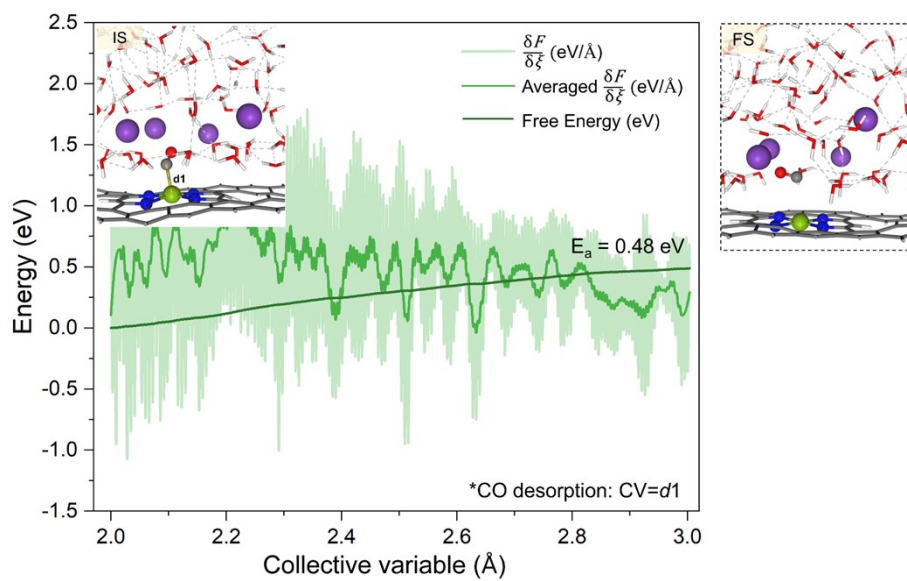 IS
d1
δF/δξ (eV/Å)
Averaged δF/δξ (eV/Å)
Free Energy (eV)
FS
2.5
2.0
1.5
1.0
0.5
0.0
-0.5
-1.0
-1.5
Energy (eV)
Eₐ = 0.48 eV
*CO desorption: CV=d1
2.0
2.2
2.4
2.6
2.8
3.0
Collective variable (Å)